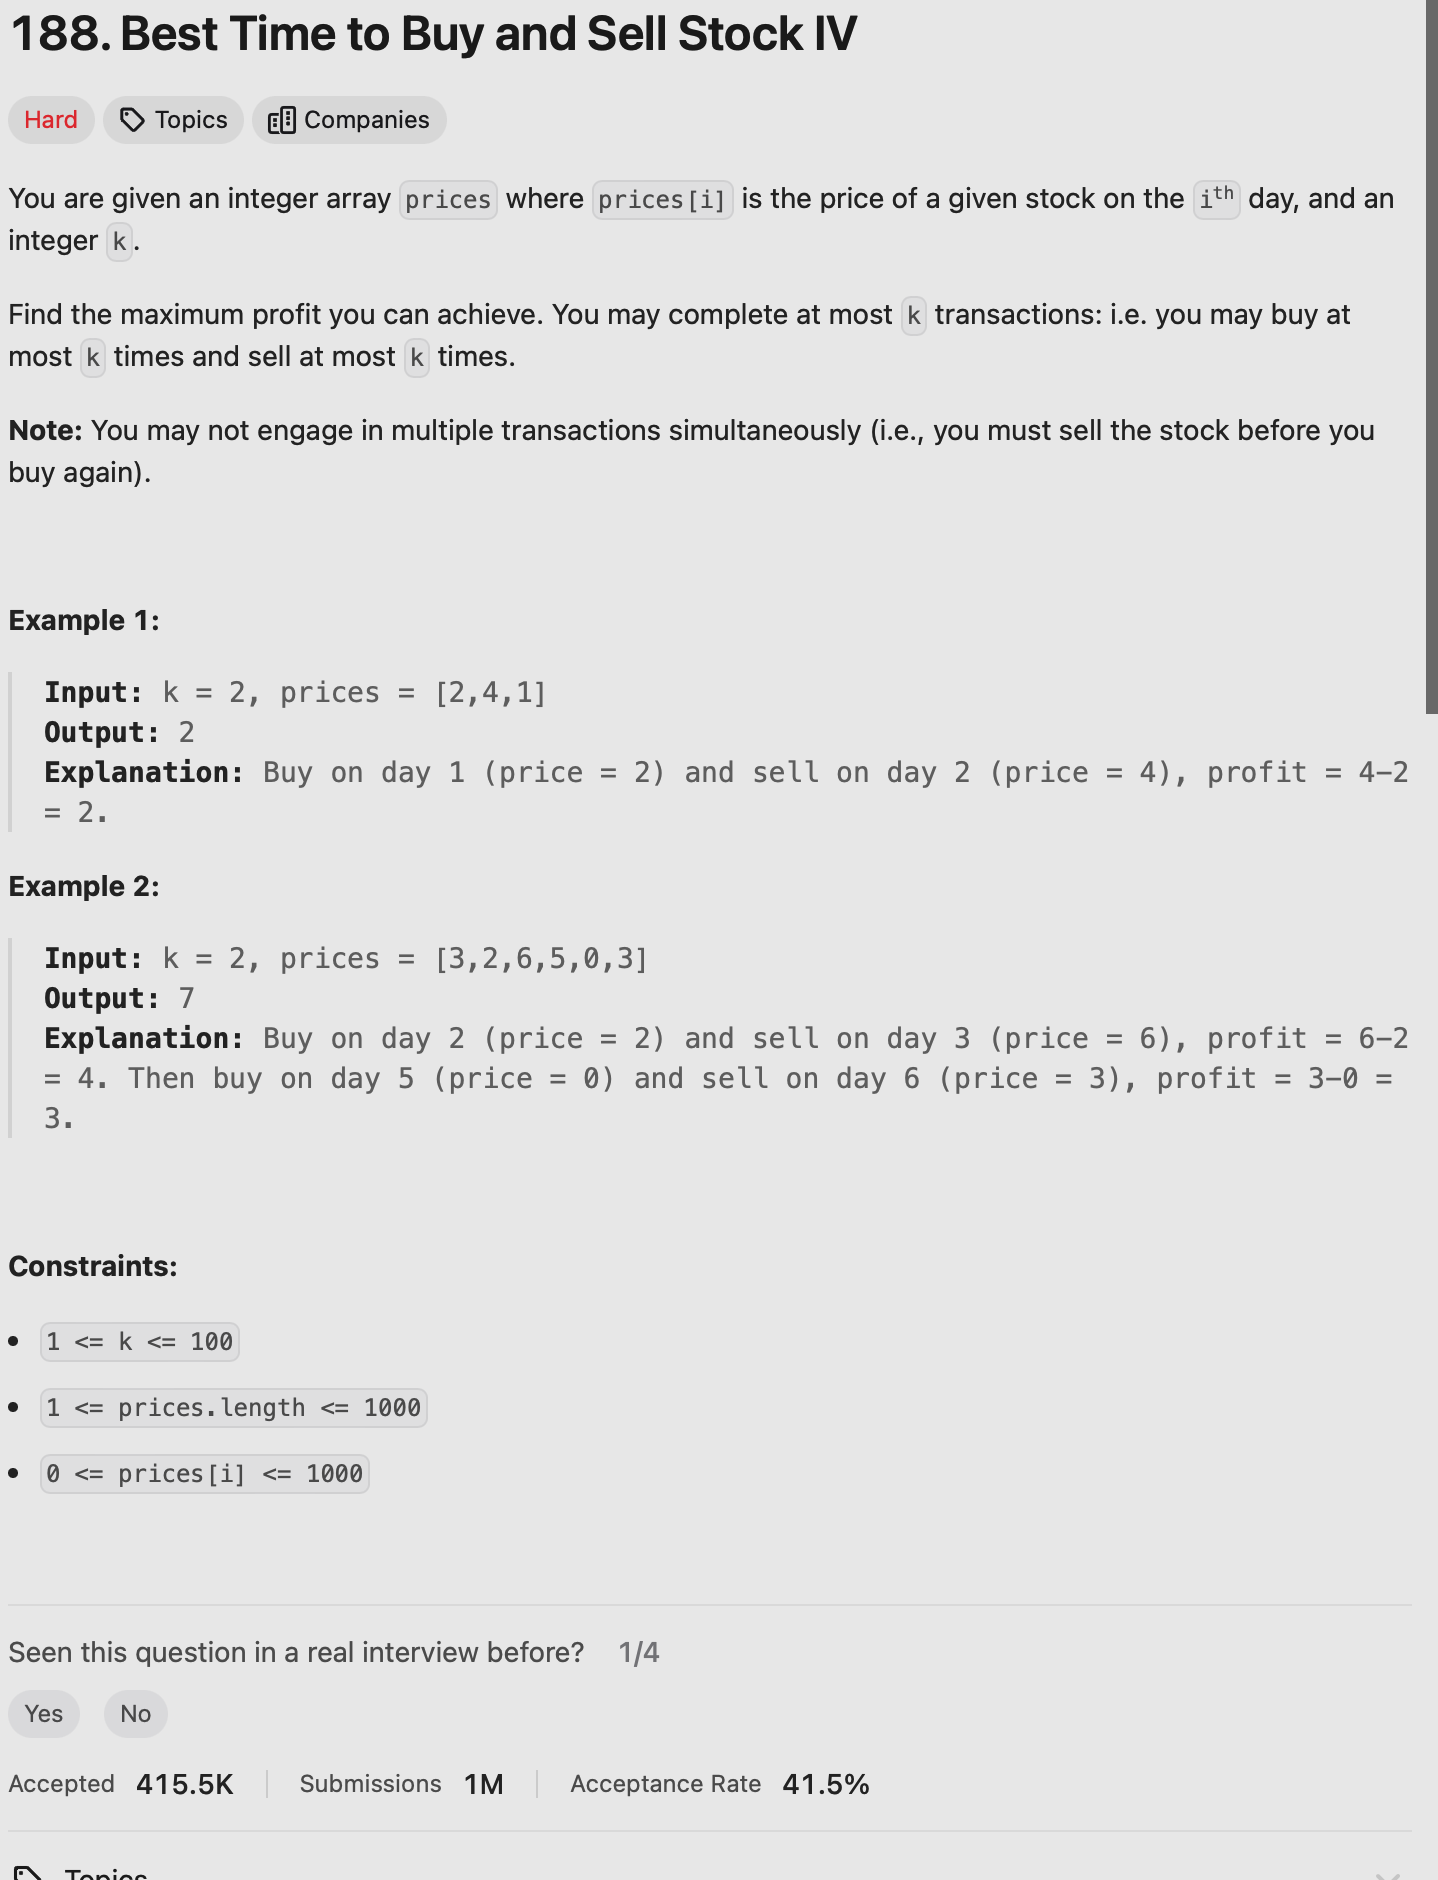 188. Best Time to Buy and Sell Stock IV
Hard Topics Companies
You are given an integer array prices where prices[i] is the price of a given stock on the ith day, and an
integer k.
Find the maximum profit you can achieve. You may complete at most k transactions: i.e. you may buy at
most k times and sell at most k times.
Note: You may not engage in multiple transactions simultaneously (i.e., you must sell the stock before you
buy again).
Example 1:
Input: k = 2, prices = [2,4,1]
Output: 2
Explanation: Buy on day 1 (price = 2) and sell on day 2 (price = 4), profit = 4-2
= 2.
Example 2:
Input: k = 2, prices = [3,2,6,5,0,3]
Output: 7
Explanation: Buy on day 2 (price = 2) and sell on day 3 (price = 6), profit = 6-2
= 4. Then buy on day 5 (price = 0) and sell on day 6 (price = 3), profit = 3-0 =
3.
Constraints:
• 1 <= k <= 100
• 1 <= prices.length <= 1000
• 0 <= prices[i] <= 1000
Seen this question in a real interview before? 1/4
Yes No
Accepted 415.5K Submissions 1M Acceptance Rate 41.5%
Topics